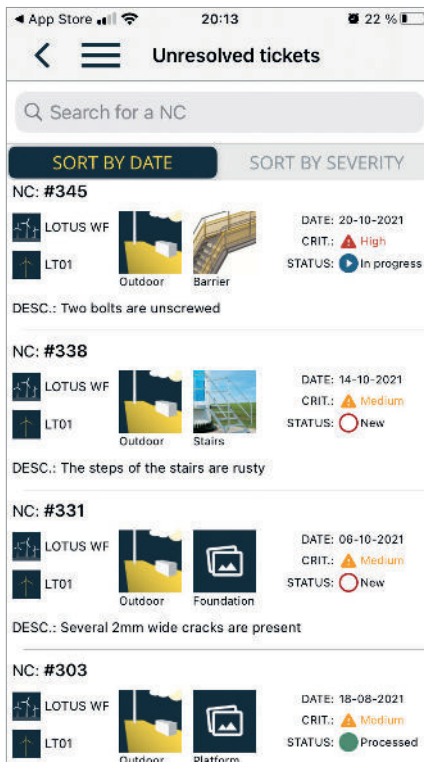 App Store 20:13 22 %
Unresolved tickets
Search for a NC
SORT BY DATE SORT BY SEVERITY
NC: #345
LOTUS WF
LT01
Outdoor Barrier
DATE: 20-10-2021
CRIT.: High
STATUS: In progress
DESC.: Two bolts are unscrewed
NC: #338
LOTUS WF
LT01
Outdoor Stairs
DATE: 14-10-2021
CRIT.: Medium
STATUS: New
DESC.: The steps of the stairs are rusty
NC: #331
LOTUS WF
LT01
Outdoor Foundation
DATE: 06-10-2021
CRIT.: Medium
STATUS: New
DESC.: Several 2mm wide cracks are present
NC: #303
LOTUS WF
LT01
Outdoor Platform
DATE: 18-08-2021
CRIT.: Medium
STATUS: Processed